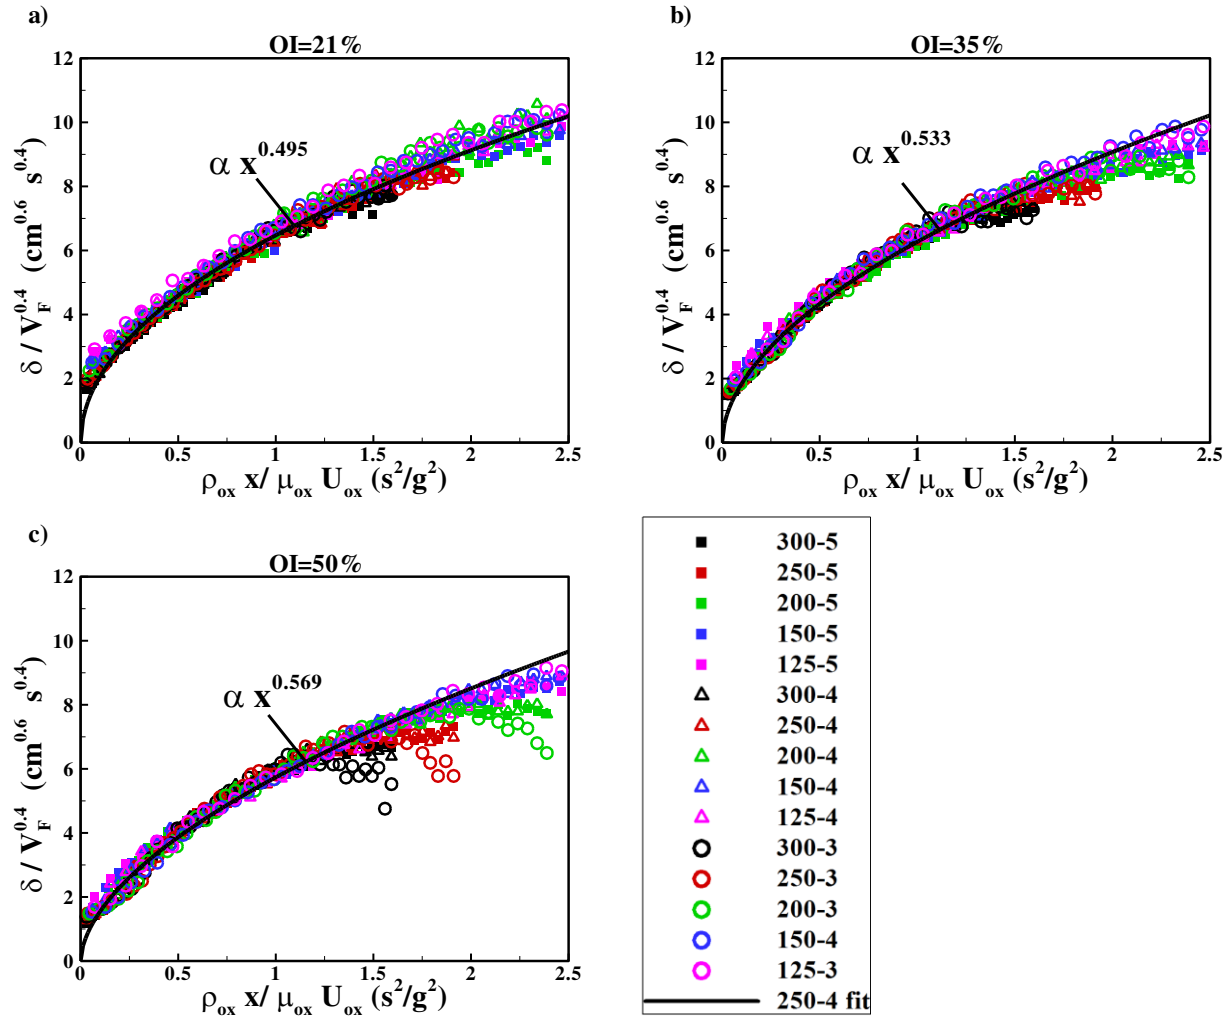 a)
OI=21%
12
10
8
6
4
2
0
α x^0.495
δ / V_F^0.4 (cm^0.6 s^0.4)
0 0.5 1 1.5 2 2.5
ρ_ox x/ μ_ox U_ox (s^2/g^2)
b)
OI=35%
12
10
8
6
4
2
0
α x^0.533
δ / V_F^0.4 (cm^0.6 s^0.4)
0 0.5 1 1.5 2 2.5
ρ_ox x/ μ_ox U_ox (s^2/g^2)
c)
OI=50%
12
10
8
6
4
2
0
α x^0.569
δ / V_F^0.4 (cm^0.6 s^0.4)
0 0.5 1 1.5 2 2.5
ρ_ox x/ μ_ox U_ox (s^2/g^2)
300-5
250-5
200-5
150-5
125-5
300-4
250-4
200-4
150-4
125-4
300-3
250-3
200-3
150-4
125-3
250-4 fit